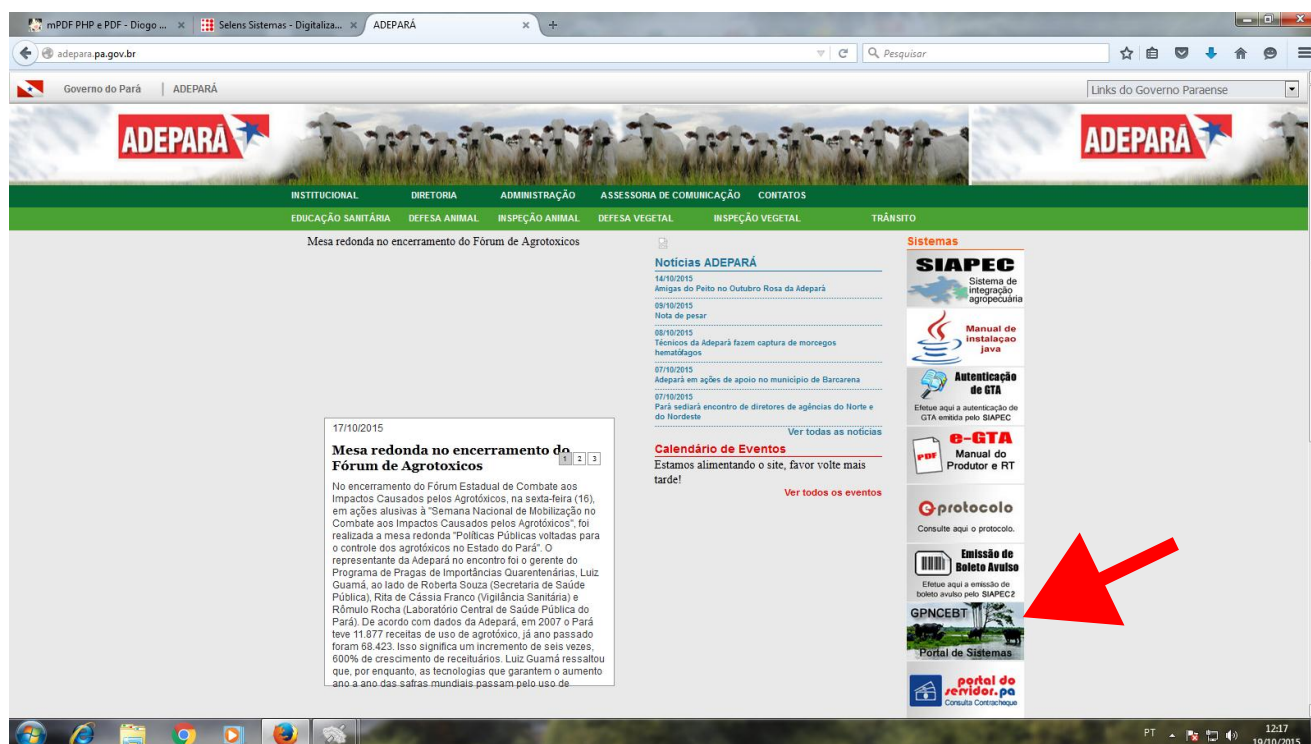 mPDF PHP e PDF - Diogo ...
Selens Sistemas - Digitaliza...
ADEPARÁ
adepara.pa.gov.br
Pesquisar
Governo do Pará
ADEPARÁ
Links do Governo Paraense
ADEPARÁ
ADEPARÁ
INSTITUCIONAL DIRETORIA ADMINISTRAÇÃO ASSESSORIA DE COMUNICAÇÃO CONTATOS
EDUCAÇÃO SANITÁRIA DEFESA ANIMAL INSPEÇÃO ANIMAL DEFESA VEGETAL INSPEÇÃO VEGETAL TRÂNSITO
Mesa redonda no encerramento do Fórum de Agrotoxicos
17/10/2015
Mesa redonda no encerramento do
Fórum de Agrotoxicos
1 2 3
No encerramento do Fórum Estadual de Combate aos
Impactos Causados pelos Agrotóxicos, na sexta-feira (16),
em ações alusivas à "Semana Nacional de Mobilização no
Combate aos Impactos Causados pelos Agrotóxicos", foi
realizada a mesa redonda "Políticas Públicas voltadas para
o controle dos agrotóxicos no Estado do Pará". O
representante da Adepará no encontro foi o gerente do
Programa de Pragas de Importâncias Quarentenárias, Luiz
Guamá, ao lado de Roberta Souza (Secretaria de Saúde
Pública), Rita de Cássia Franco (Vigilância Sanitária) e
Rômulo Rocha (Laboratório Central de Saúde Pública do
Pará). De acordo com dados da Adepará, em 2007 o Pará
teve 11.877 receitas de uso de agrotóxico, já ano passado
foram 68.423. Isso significa um incremento de seis vezes,
600% de crescimento de receituários. Luiz Guamá ressaltou
que, por enquanto, as tecnologias que garantem o aumento
ano a ano das safras mundiais passam pelo uso de
Notícias ADEPARÁ
14/10/2015
Amigas do Peito no Outubro Rosa da Adepará
09/10/2015
Nota de pesar
08/10/2015
Técnicos da Adepará fazem captura de morcegos
hematófagos
07/10/2015
Adepará em ações de apoio no município de Barcarena
07/10/2015
Pará sediará encontro de diretores de agências do Norte e
do Nordeste
Ver todas as notícias
Calendário de Eventos
Estamos alimentando o site, favor volte mais
tarde!
Ver todos os eventos
Sistemas
SIAPEC
Sistema de
integração
agropecuária
Manual de
instalaçao
java
Autenticação
de GTA
Efetue aqui a autenticação de
GTA emitida pelo SIAPEC
e-GTA
PDF
Manual do
Produtor e RT
e-protocolo
Consulte aqui o protocolo.
Emissão de
Boleto Avulso
Efetue aqui a emissão de
boleto avulso pelo SIAPEC2
GPNCEBT
Portal de Sistemas
portal do
servidor.pa
Consulta Contracheque
PT
12:17
19/10/2015